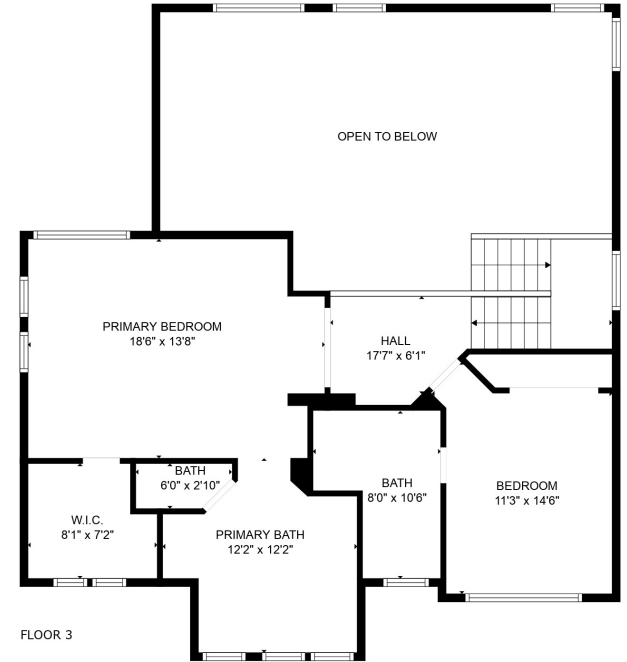 OPEN TO BELOW
PRIMARY BEDROOM
18'6" x 13'8"
HALL
17'7" x 6'1"
BATH
6'0" x 2'10"
BATH
8'0" x 10'6"
BEDROOM
11'3" x 14'6"
W.I.C.
8'1" x 7'2"
PRIMARY BATH
12'2" x 12'2"
FLOOR 3